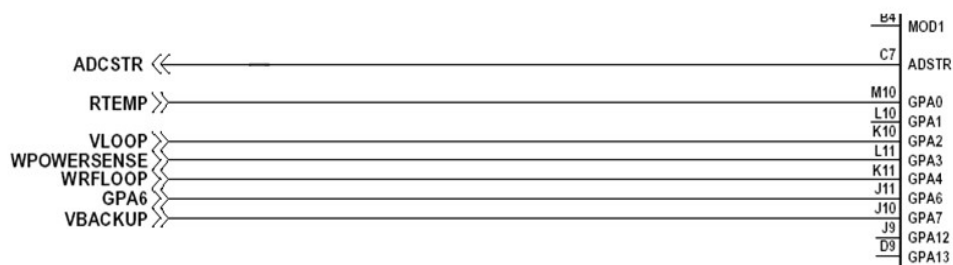 B4 MOD1
ADCSTR C7 ADSTR
RTEMP M10 GPA0
L10 GPA1
VLOOP K10 GPA2
WPOWERSENSE L11 GPA3
WRFLOOP K11 GPA4
GPA6 J11 GPA6
VBACKUP J10 GPA7
J9 GPA12
D9 GPA13